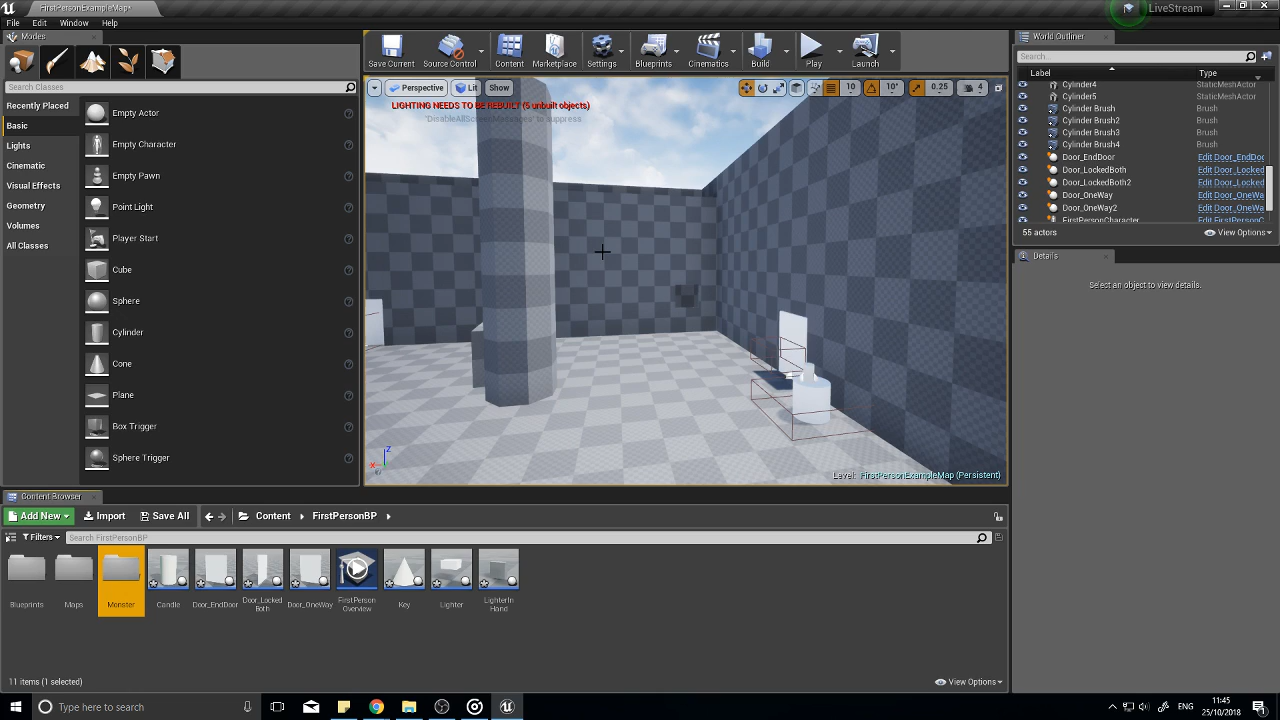 FirstPersonExampleMap*
LiveStream
File Edit Window Help
Modes
Search Classes
Recently Placed
Basic
Lights
Cinematic
Visual Effects
Geometry
Volumes
All Classes
Empty Actor
Empty Character
Empty Pawn
Point Light
Player Start
Cube
Sphere
Cylinder
Cone
Plane
Box Trigger
Sphere Trigger
Save Current
Source Control
Content
Marketplace
Settings
Blueprints
Cinematics
Build
Play
Launch
Perspective
Lit
Show
10
10°
0.25
4
LIGHTING NEEDS TO BE REBUILT (5 unbuilt objects)
'DisableAllScreenMessages' to suppress
Z
X
Level: FirstPersonExampleMap (Persistent)
World Outliner
Search...
Label Type
Cylinder4 StaticMeshActor
Cylinder5 StaticMeshActor
Cylinder Brush Brush
Cylinder Brush2 Brush
Cylinder Brush3 Brush
Cylinder Brush4 Brush
Door_EndDoor Edit Door_EndDoo
Door_LockedBoth Edit Door_Locked
Door_LockedBoth2 Edit Door_Locked
Door_OneWay Edit Door_OneWa
Door_OneWay2 Edit Door_OneWa
FirstPersonCharacter Edit FirstPersonC
55 actors
View Options
Details
Select an object to view details.
Content Browser
Add New
Import
Save All
Content
FirstPersonBP
Filters
Search FirstPersonBP
Blueprints
Maps
Monster
Candle
Door_EndDoor
Door_Locked
Both
Door_OneWay
FirstPerson
Overview
Key
Lighter
LighterIn
Hand
11 items (1 selected)
View Options
Type here to search
ENG
11:45
25/10/2018